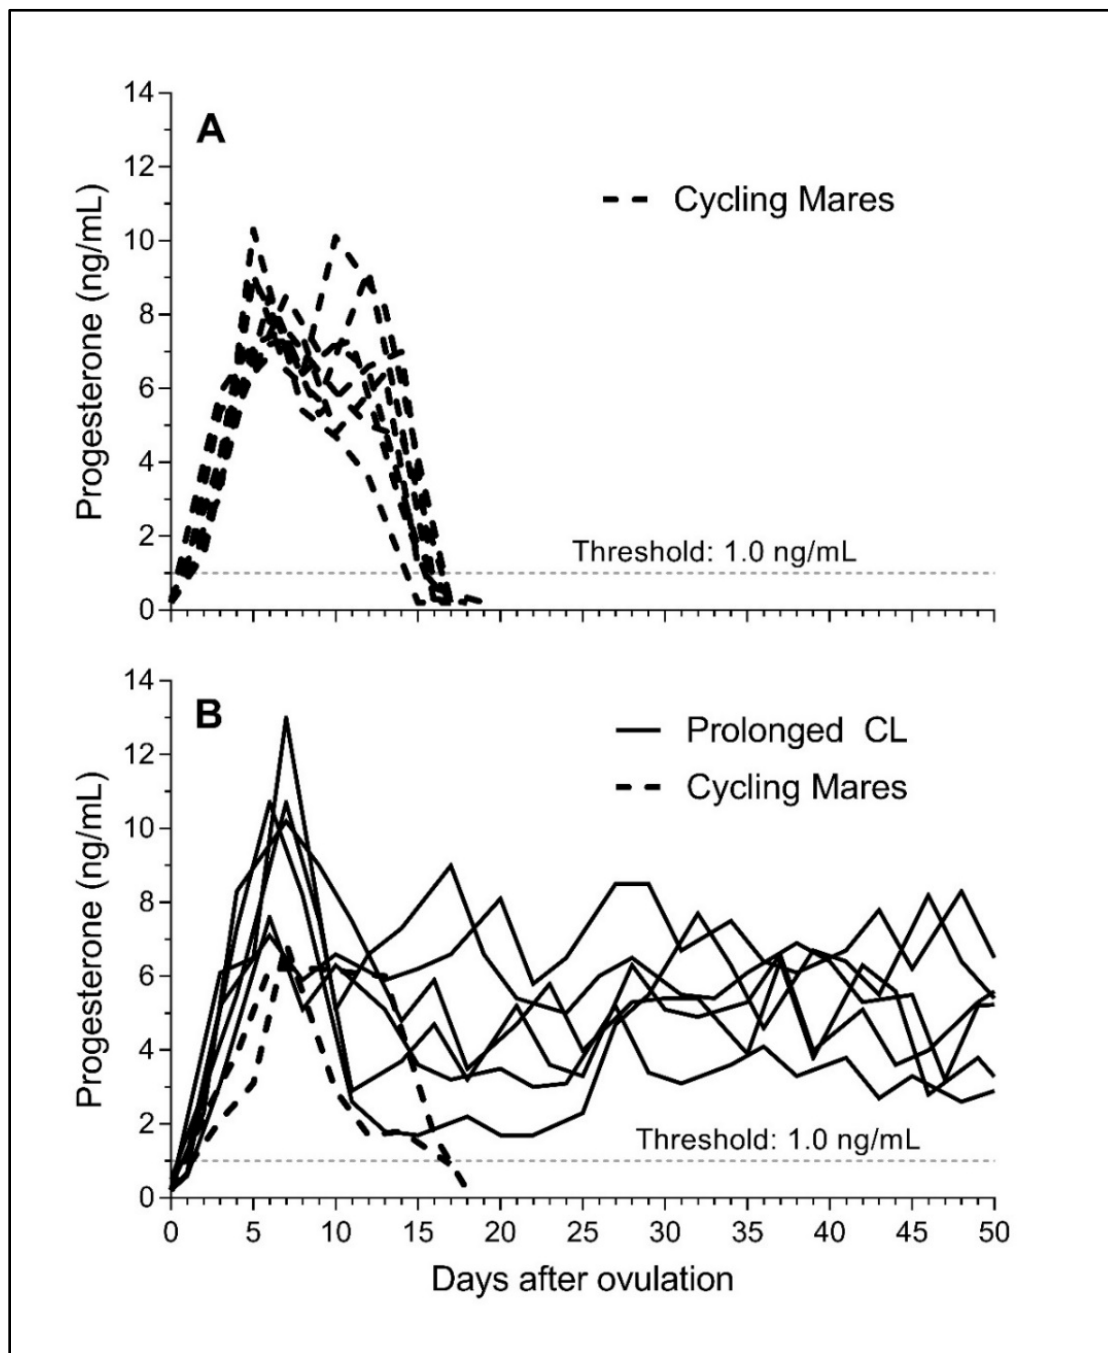 14
A
12
Cycling Mares
10
8
6
4
2
0
Progesterone (ng/mL)
Threshold: 1.0 ng/mL
14
B
Prolonged CL
12
Cycling Mares
10
8
6
4
2
0
Progesterone (ng/mL)
Threshold: 1.0 ng/mL
0 5 10 15 20 25 30 35 40 45 50
Days after ovulation